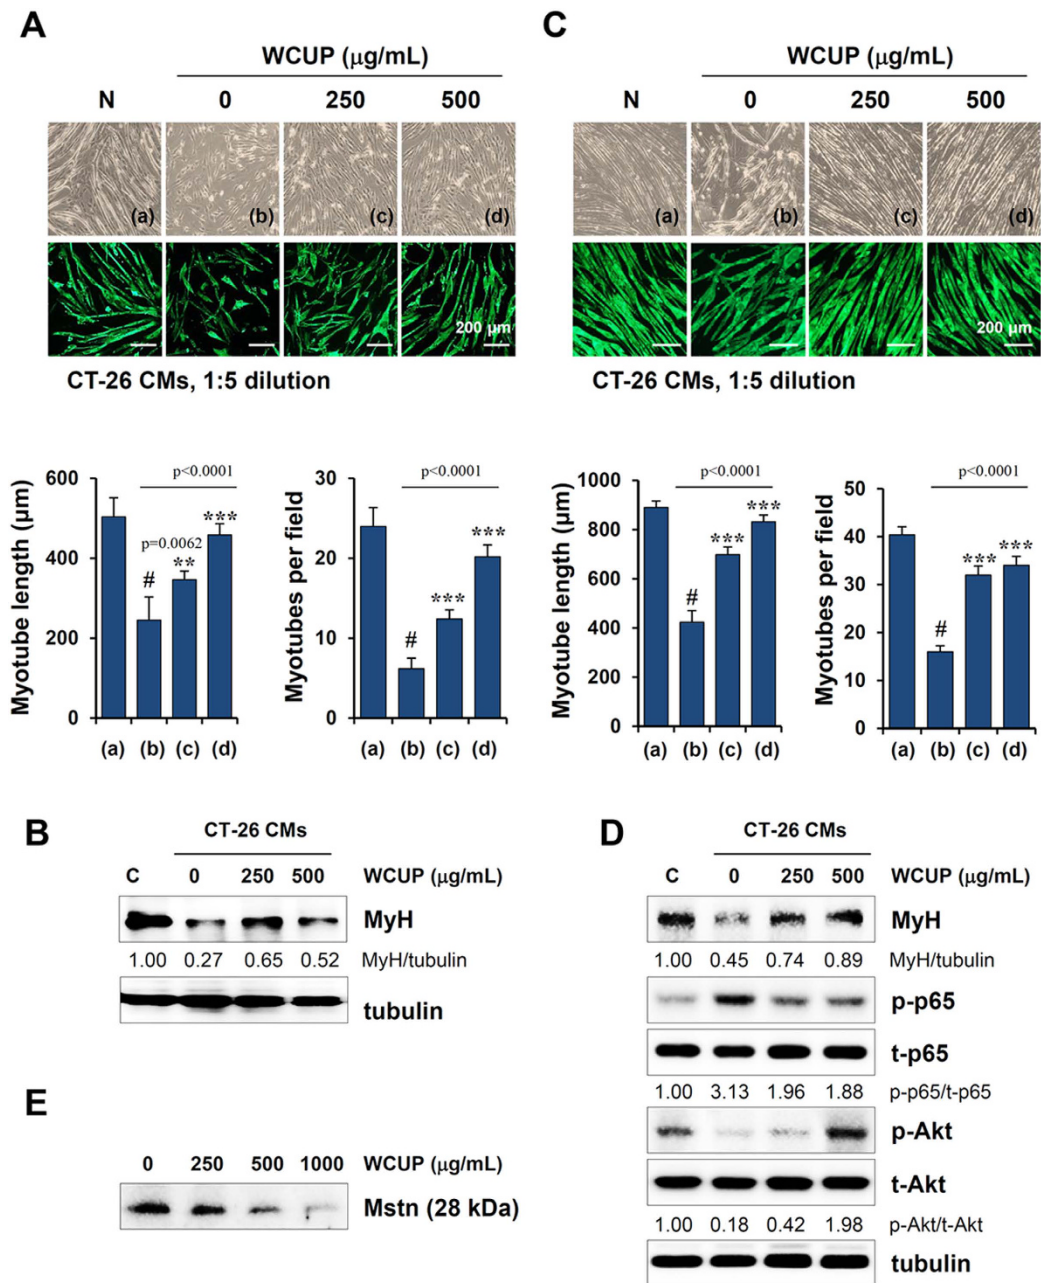 A
WCUP (μg/mL)
N 0 250 500
(a) (b) (c) (d)
200 μm
CT-26 CMs, 1:5 dilution
Myotube length (μm)
600
400
200
0
p<0.0001
p=0.0062
# ** ***
(a) (b) (c) (d)
Myotubes per field
30
20
10
0
p<0.0001
# *** ***
(a) (b) (c) (d)
C
WCUP (μg/mL)
N 0 250 500
(a) (b) (c) (d)
200 μm
CT-26 CMs, 1:5 dilution
Myotube length (μm)
1000
800
600
400
200
0
p<0.0001
# *** ***
(a) (b) (c) (d)
Myotubes per field
50
40
30
20
10
0
p<0.0001
# *** ***
(a) (b) (c) (d)
B
CT-26 CMs
C 0 250 500 WCUP (μg/mL)
MyH
1.00 0.27 0.65 0.52 MyH/tubulin
tubulin
E
0 250 500 1000 WCUP (μg/mL)
Mstn (28 kDa)
D
CT-26 CMs
C 0 250 500 WCUP (μg/mL)
MyH
1.00 0.45 0.74 0.89 MyH/tubulin
p-p65
t-p65
1.00 3.13 1.96 1.88 p-p65/t-p65
p-Akt
t-Akt
1.00 0.18 0.42 1.98 p-Akt/t-Akt
tubulin